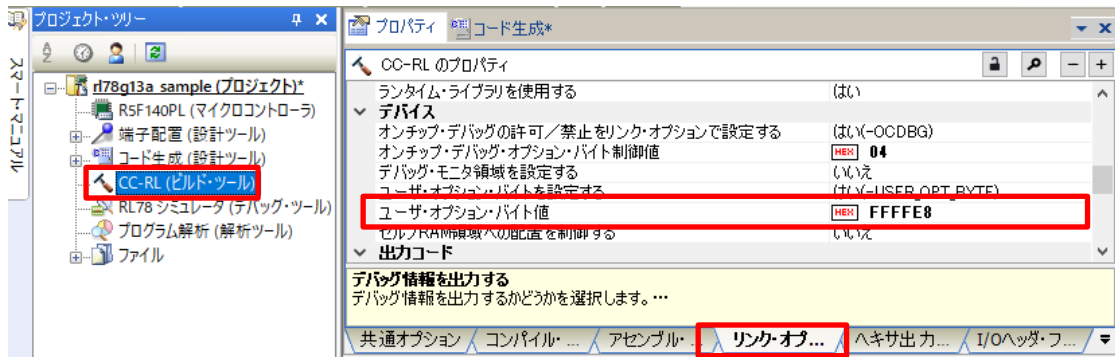 スマート・マニュアル
プロジェクト・ツリー
rl78g13a_sample (プロジェクト)*
R5F140PL (マイクロコントローラ)
端子配置 (設計ツール)
コード生成 (設計ツール)
CC-RL (ビルド・ツール)
RL78 シミュレータ (デバッグ・ツール)
プログラム解析 (解析ツール)
ファイル
プロパティ コード生成*
CC-RL のプロパティ
ランタイム・ライブラリを使用する はい
デバイス
オンチップ・デバッグの許可／禁止をリンク・オプションで設定する はい(-OCDBG)
オンチップ・デバッグ・オプション・バイト制御値 HEX 04
デバッグ・モニタ領域を設定する いいえ
ユーザ・オプション・バイトを設定する はい(-USER_OPT_BYTE)
ユーザ・オプション・バイト値 HEX FFFFE8
セルフRAM領域への配置を制御する いいえ
出力コード
デバッグ情報を出力する
デバッグ情報を出力するかどうかを選択します。…
共通オプション コンパイル・... アセンブル・... リンク・オプ... ヘキサ出力... I/Oヘッダ・フ...